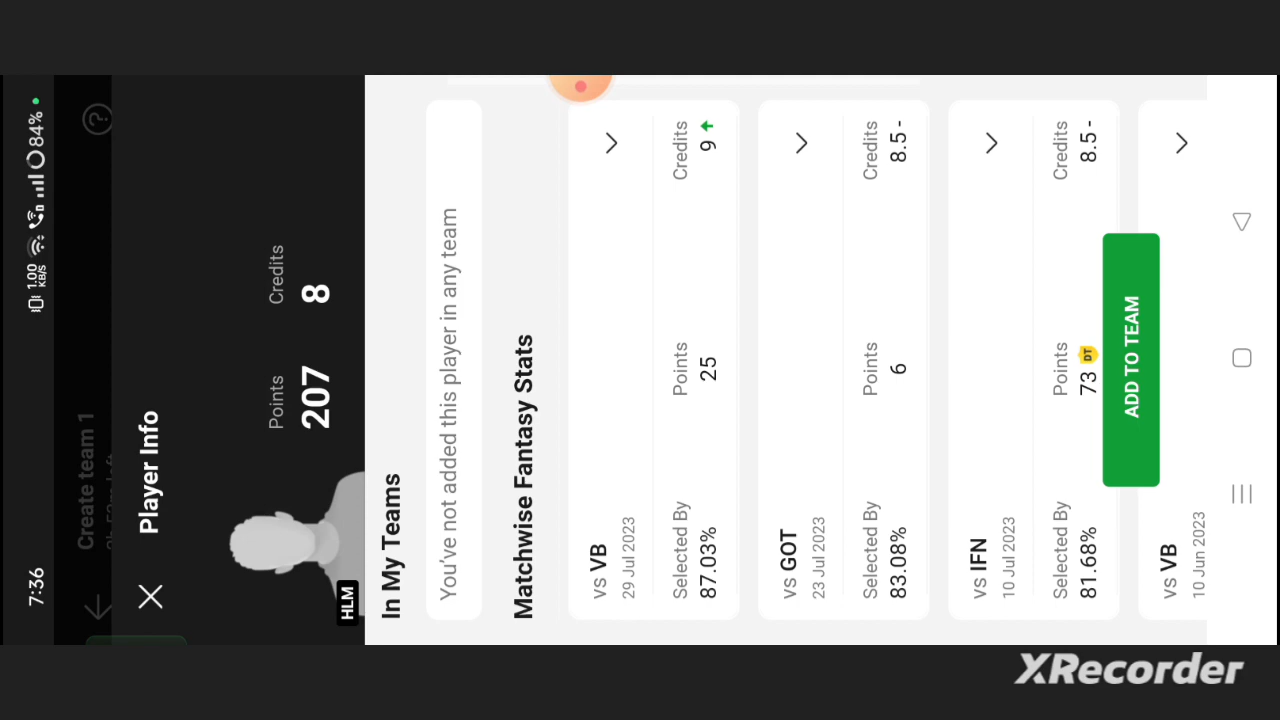 7:36
1.00 KB/S
84%
Create team 1
Player Info
HLM
Points
Credits
207
8
In My Teams
You've not added this player in any team
Matchwise Fantasy Stats
vs VB
29 Jul 2023
Selected By
Points
Credits
87.03%
25
9
vs GOT
23 Jul 2023
Selected By
Points
Credits
83.08%
6
8.5 -
vs IFN
10 Jul 2023
Selected By
Points
Credits
81.68%
73 DT
8.5 -
ADD TO TEAM
vs VB
10 Jun 2023
XRecorder